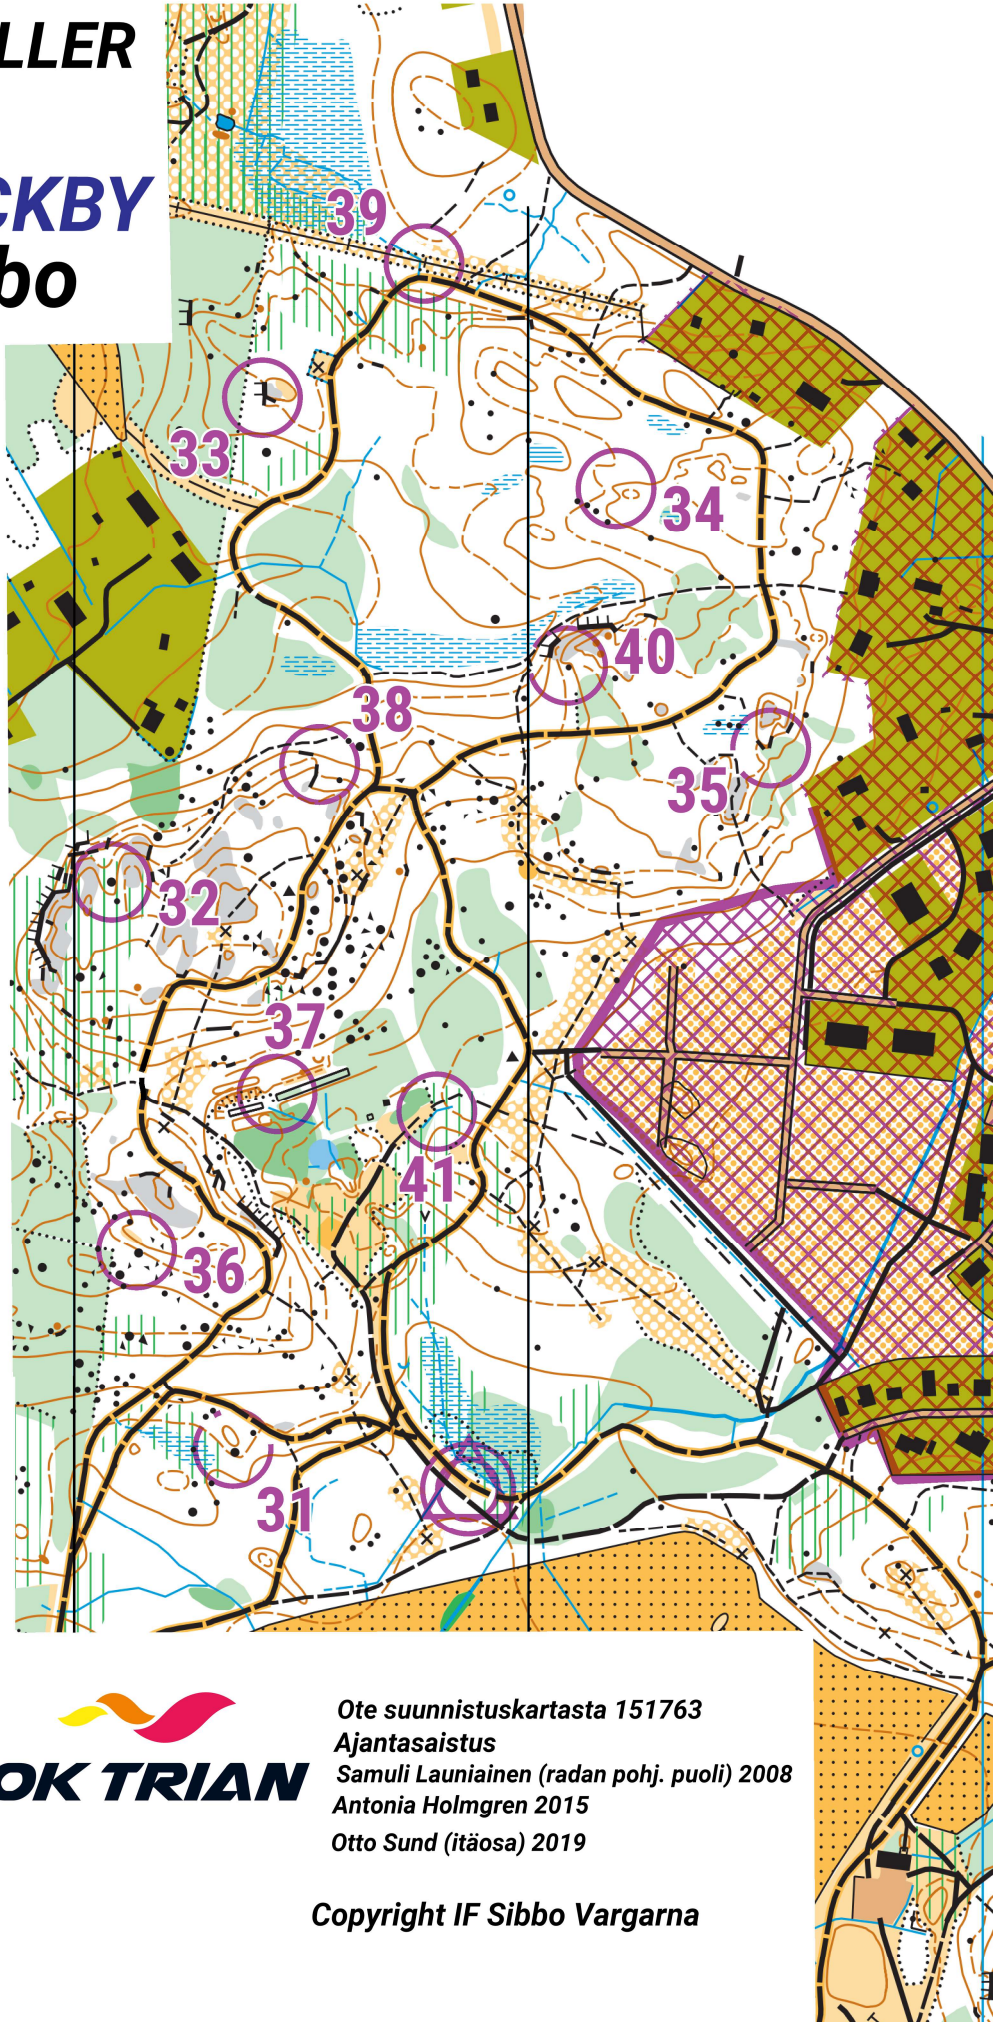 LLER
CKBY
bo
39
33
34
40
38
35
32
37
41
36
31
OK TRIAN
Ote suunnistuskartasta 151763
Ajantasaistus
Samuli Launiainen (radan pohj. puoli) 2008
Antonia Holmgren 2015
Otto Sund (itäosa) 2019
Copyright IF Sibbo Vargarna